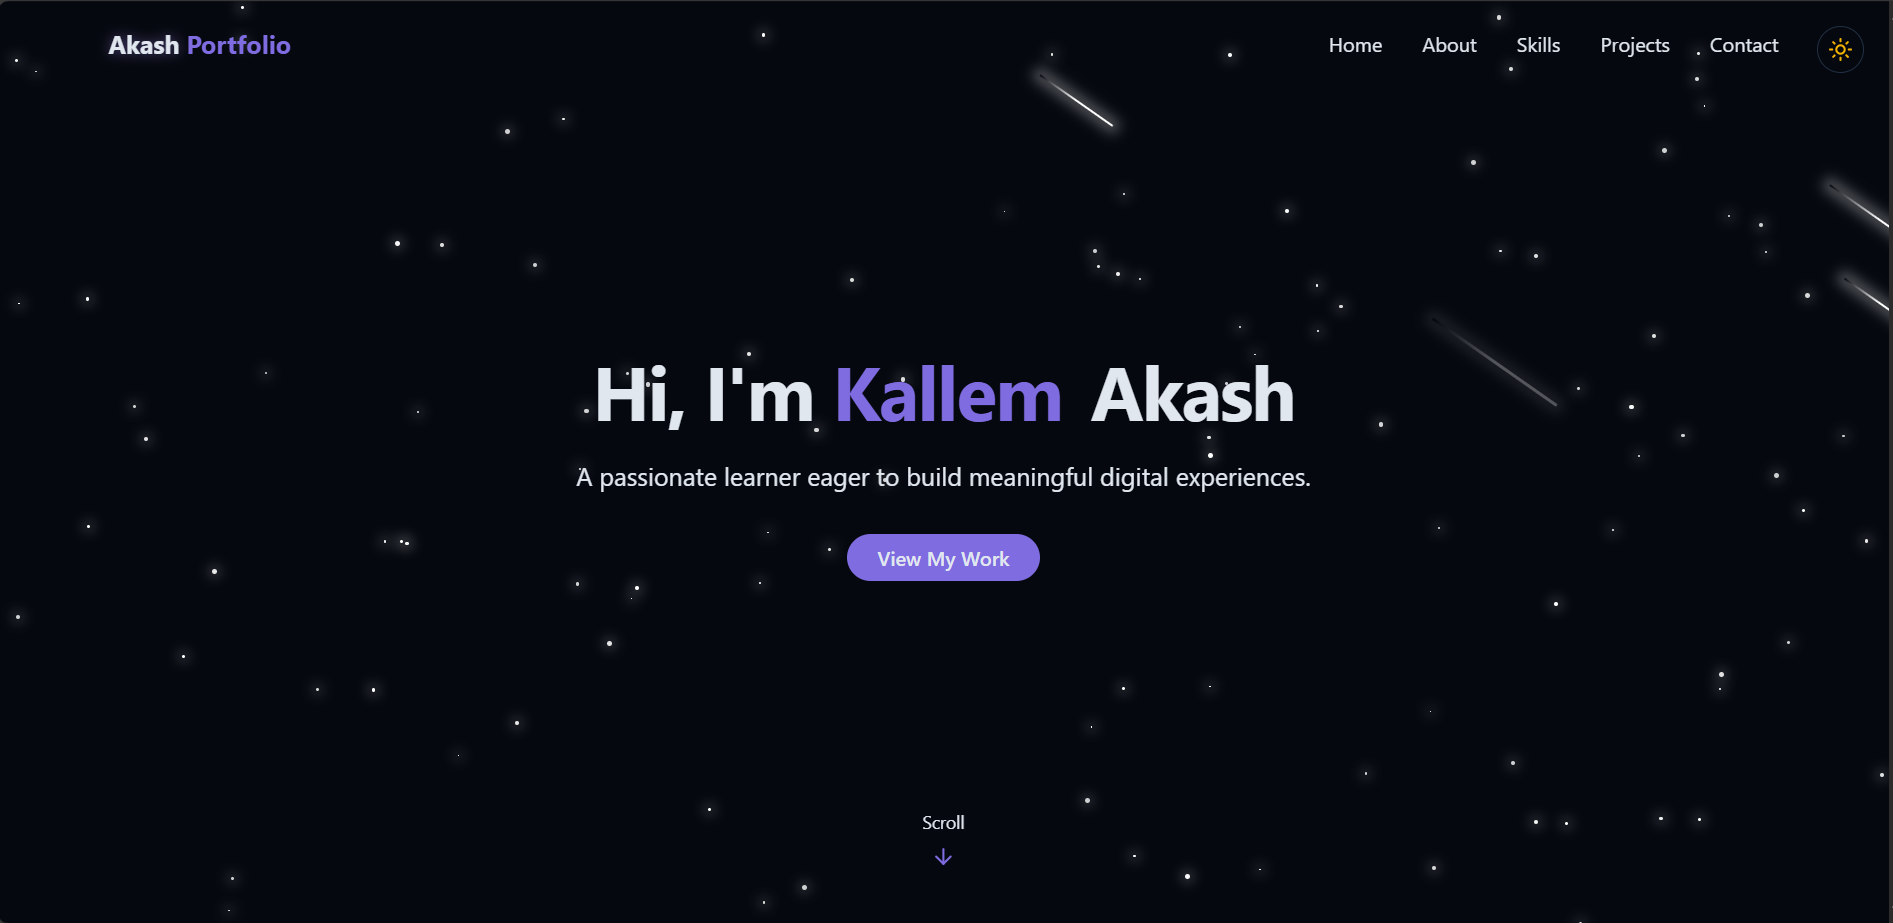 Akash Portfolio
Home About Skills Projects Contact
Hi, I'm Kallem Akash
A passionate learner eager to build meaningful digital experiences.
View My Work
Scroll